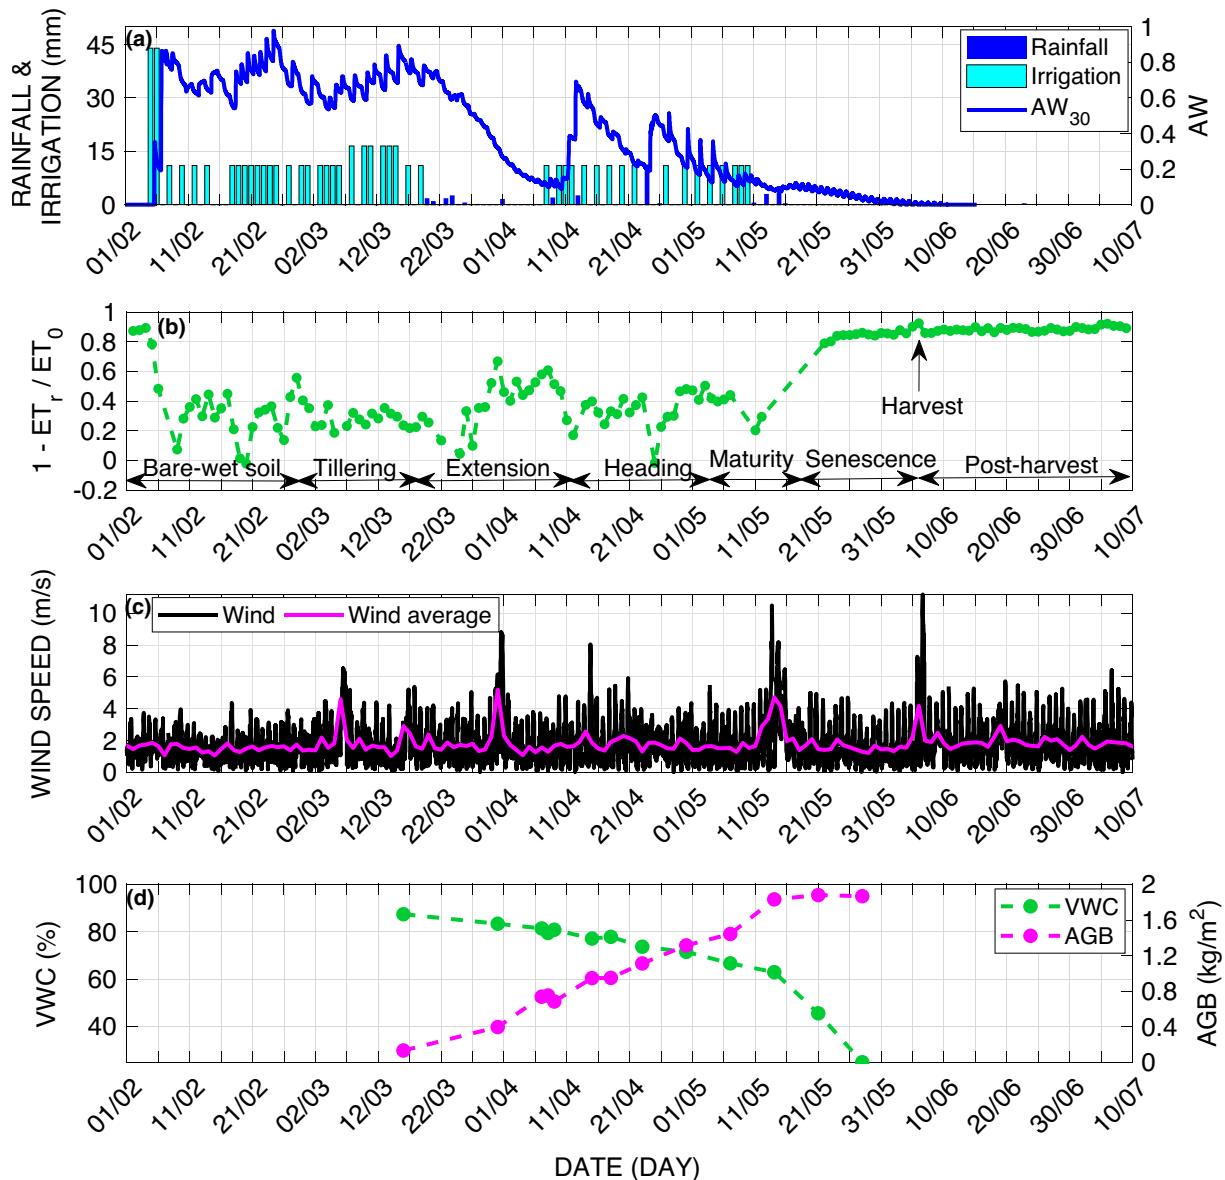 (a)
RAINFALL &
IRRIGATION (mm)
45
30
15
0
1
0.8
0.6
0.4
0.2
0
AW
Rainfall
Irrigation
AW30
01/02 11/02 21/02 02/03 12/03 22/03 01/04 11/04 21/04 01/05 11/05 21/05 31/05 10/06 20/06 30/06 10/07
(b)
1 - ETr / ET0
1
0.8
0.6
0.4
0.2
0
-0.2
Harvest
Bare-wet soil Tillering Extension Heading Maturity Senescence Post-harvest
01/02 11/02 21/02 02/03 12/03 22/03 01/04 11/04 21/04 01/05 11/05 21/05 31/05 10/06 20/06 30/06 10/07
(c)
WIND SPEED (m/s)
10
8
6
4
2
0
Wind Wind average
01/02 11/02 21/02 02/03 12/03 22/03 01/04 11/04 21/04 01/05 11/05 21/05 31/05 10/06 20/06 30/06 10/07
(d)
VWC (%)
100
80
60
40
2
1.6
1.2
0.8
0.4
0
AGB (kg/m²)
VWC
AGB
01/02 11/02 21/02 02/03 12/03 22/03 01/04 11/04 21/04 01/05 11/05 21/05 31/05 10/06 20/06 30/06 10/07
DATE (DAY)